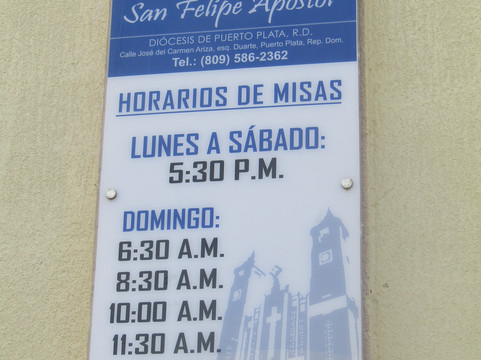 San Felipe Apóstol
DIÓCESIS DE PUERTO PLATA, R.D.
Calle José del Carmen Ariza, esq. Duarte, Puerto Plata, Rep. Dom.
Tel.: (809) 586-2362
HORARIOS DE MISAS
LUNES A SÁBADO:
5:30 P.M.
DOMINGO:
6:30 A.M.
8:30 A.M.
10:00 A.M.
11:30 A.M.